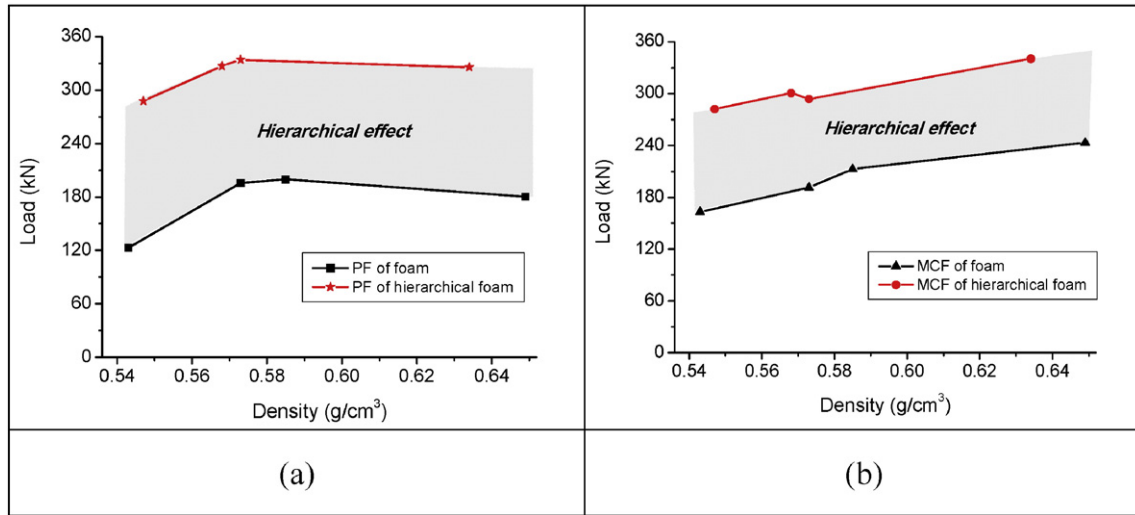 360
300
240
180
120
60
0
Load (kN)
Hierarchical effect
PF of foam
PF of hierarchical foam
0.54 0.56 0.58 0.60 0.62 0.64
Density (g/cm³)
(a)
360
300
240
180
120
60
0
Load (kN)
Hierarchical effect
MCF of foam
MCF of hierarchical foam
0.54 0.56 0.58 0.60 0.62 0.64
Density (g/cm³)
(b)